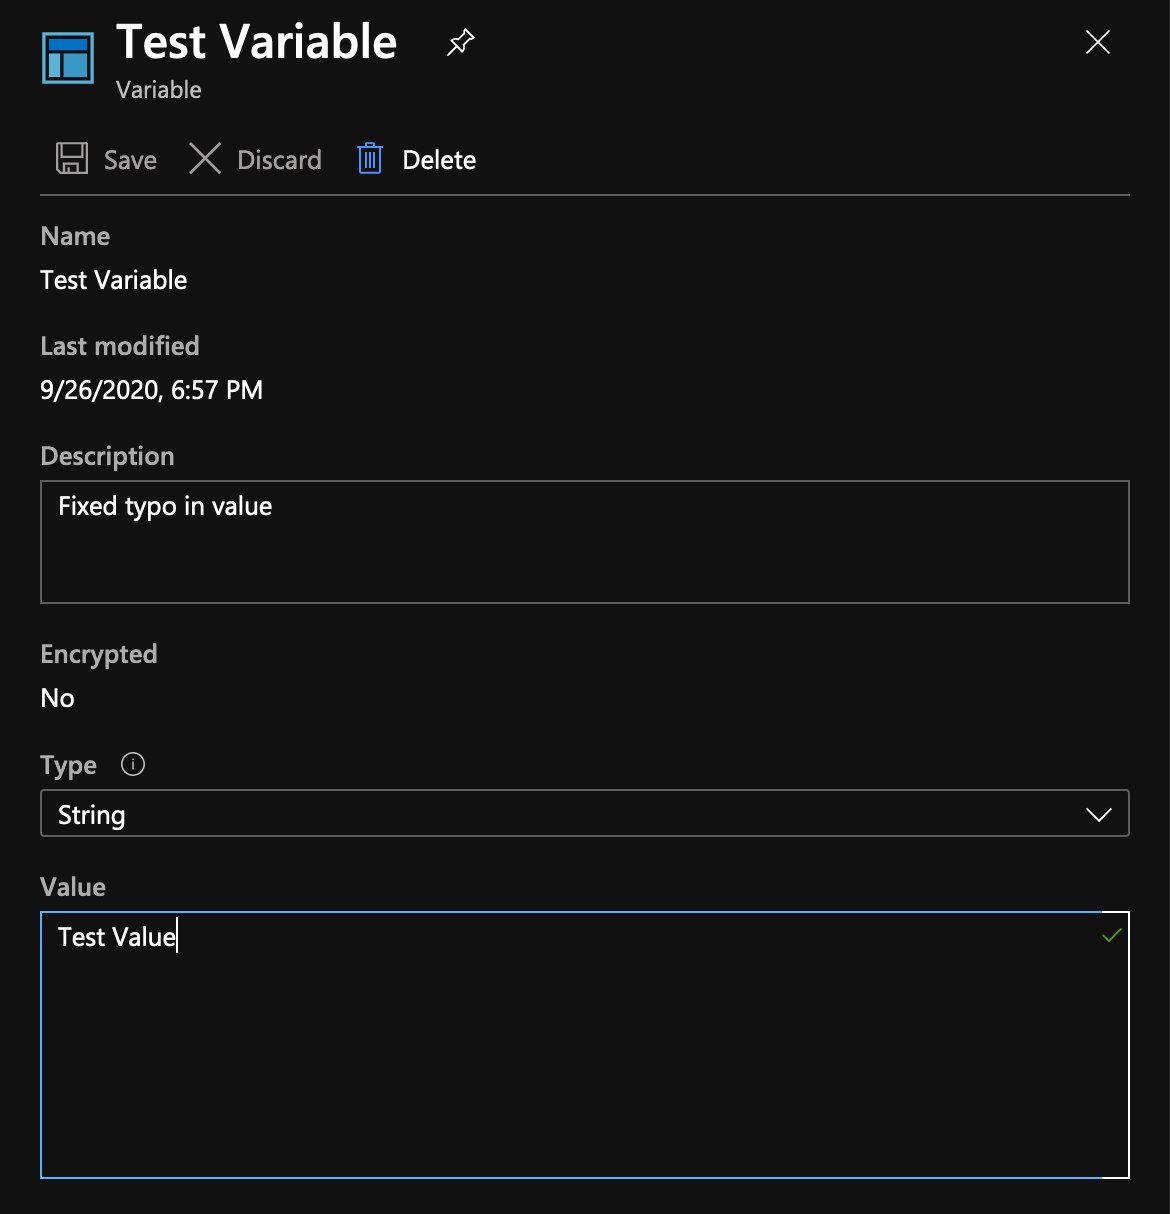 Test Variable
Variable
Save Discard Delete
Name
Test Variable
Last modified
9/26/2020, 6:57 PM
Description
Fixed typo in value
Encrypted
No
Type
String
Value
Test Value